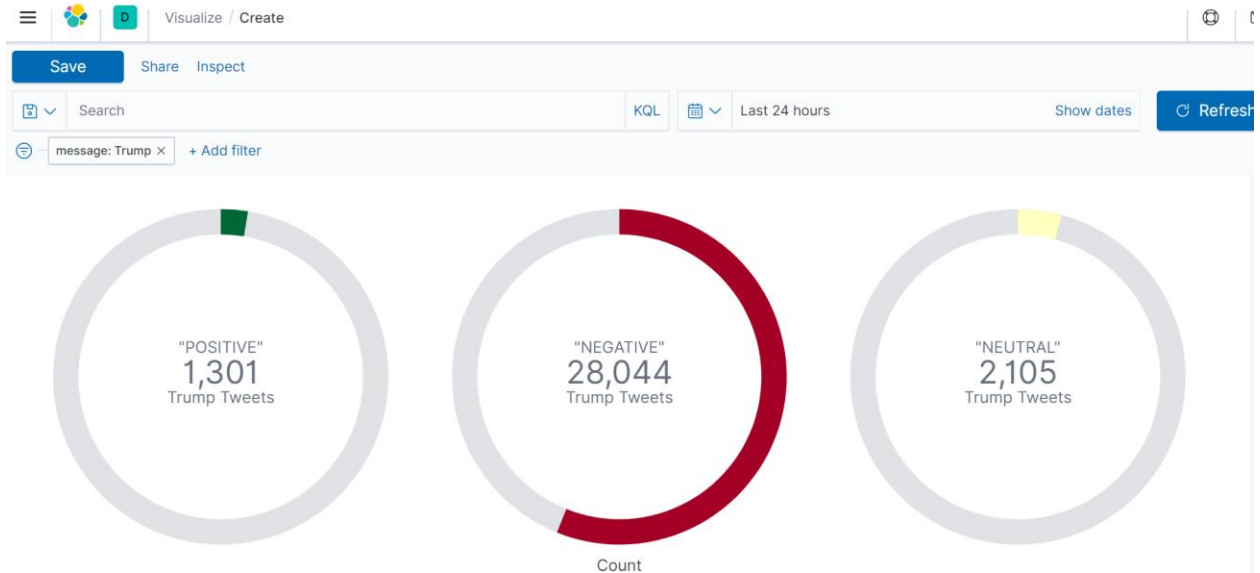 D Visualize / Create
Save Share Inspect
Search KQL Last 24 hours Show dates Refresh
message: Trump × + Add filter
"POSITIVE" "NEGATIVE" "NEUTRAL"
1,301 28,044 2,105
Trump Tweets Trump Tweets Trump Tweets
Count